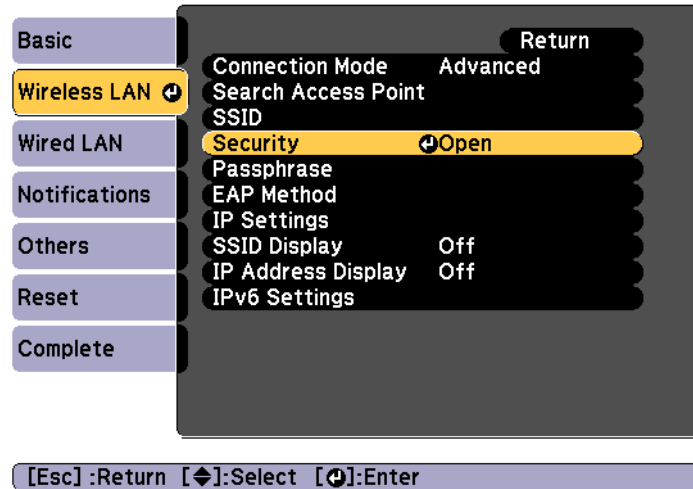 Basic
Wireless LAN
Wired LAN
Notifications
Others
Reset
Complete
Return
Connection Mode Advanced
Search Access Point
SSID
Security Open
Passphrase
EAP Method
IP Settings
SSID Display Off
IP Address Display Off
IPv6 Settings
[Esc] :Return [◆]:Select [⏎]:Enter